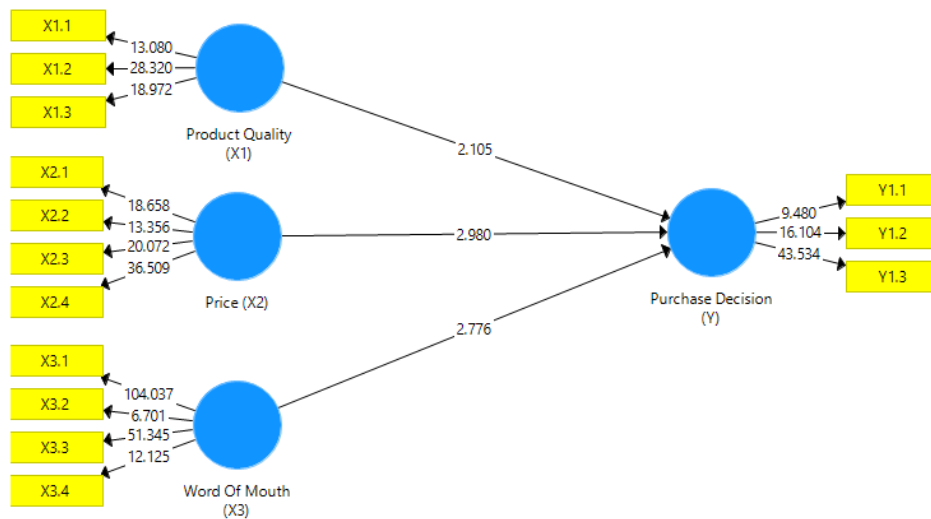 X1.1
13.080
X1.2
28.320
18.972
X1.3
Product Quality
(X1)
2.105
X2.1
18.658
X2.2
13.356
20.072
X2.3
36.509
X2.4
Price (X2)
2.980
Y1.1
9.480
16.104
Y1.2
43.534
Y1.3
Purchase Decision
(Y)
2.776
X3.1
104.037
X3.2
6.701
51.345
X3.3
12.125
X3.4
Word Of Mouth
(X3)